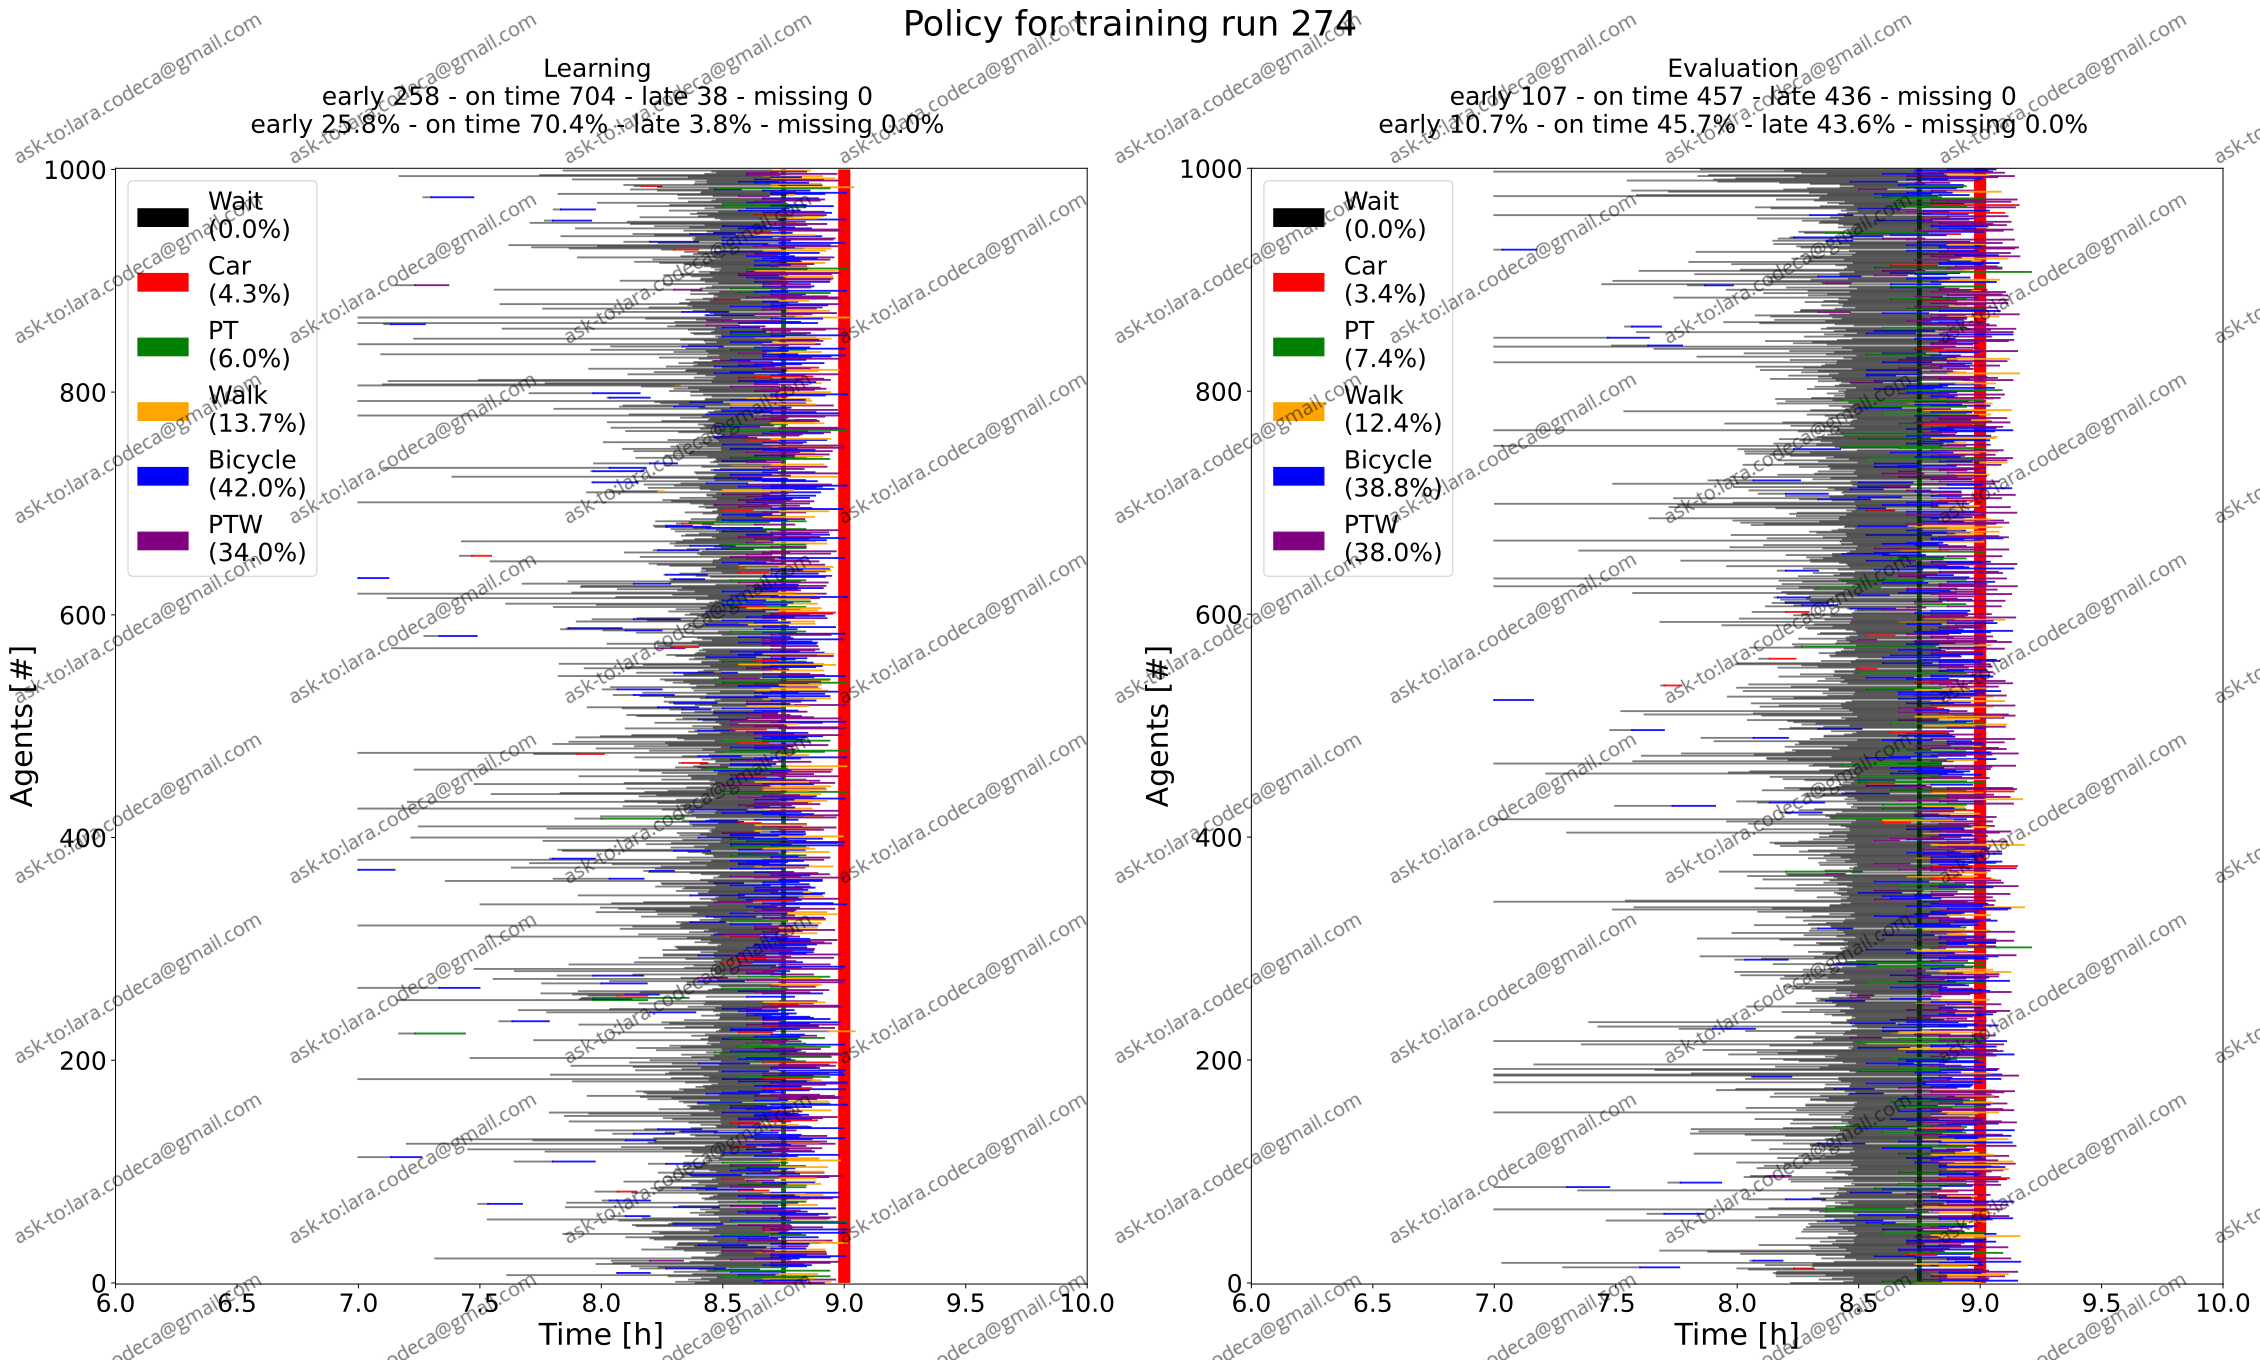 Policy for training run 274
Learning
early 258 - on time 704 - late 38 - missing 0
early 25.8% - on time 70.4% - late 3.8% - missing 0.0%
Evaluation
early 107 - on time 457 - late 436 - missing 0
early 10.7% - on time 45.7% - late 43.6% - missing 0.0%
Wait
(0.0%)
Car
(4.3%)
PT
(6.0%)
Walk
(13.7%)
Bicycle
(42.0%)
PTW
(34.0%)
Agents [#]
1000
800
600
400
200
0
6.0 6.5 7.0 7.5 8.0 8.5 9.0 9.5 10.0
Time [h]
Wait
(0.0%)
Car
(3.4%)
PT
(7.4%)
Walk
(12.4%)
Bicycle
(38.8%)
PTW
(38.0%)
Agents [#]
1000
800
600
400
200
0
6.0 6.5 7.0 7.5 8.0 8.5 9.0 9.5 10.0
Time [h]
ask-to:lara.codeca@gmail.com